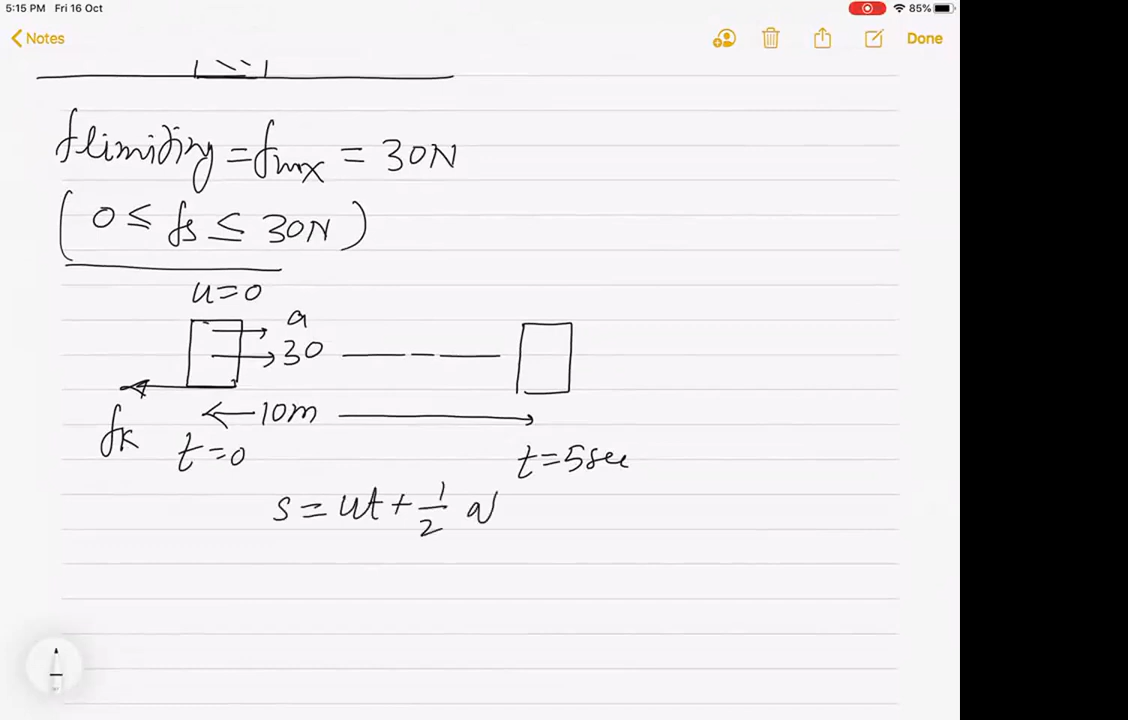 5:15 PM Fri 16 Oct
85%
Notes
Done
flimiting = fmx = 30N
( 0 ≤ fs ≤ 30N )
u=0
a
30
10m
fk
t=0
t=5sec
s = ut + 1/2 a